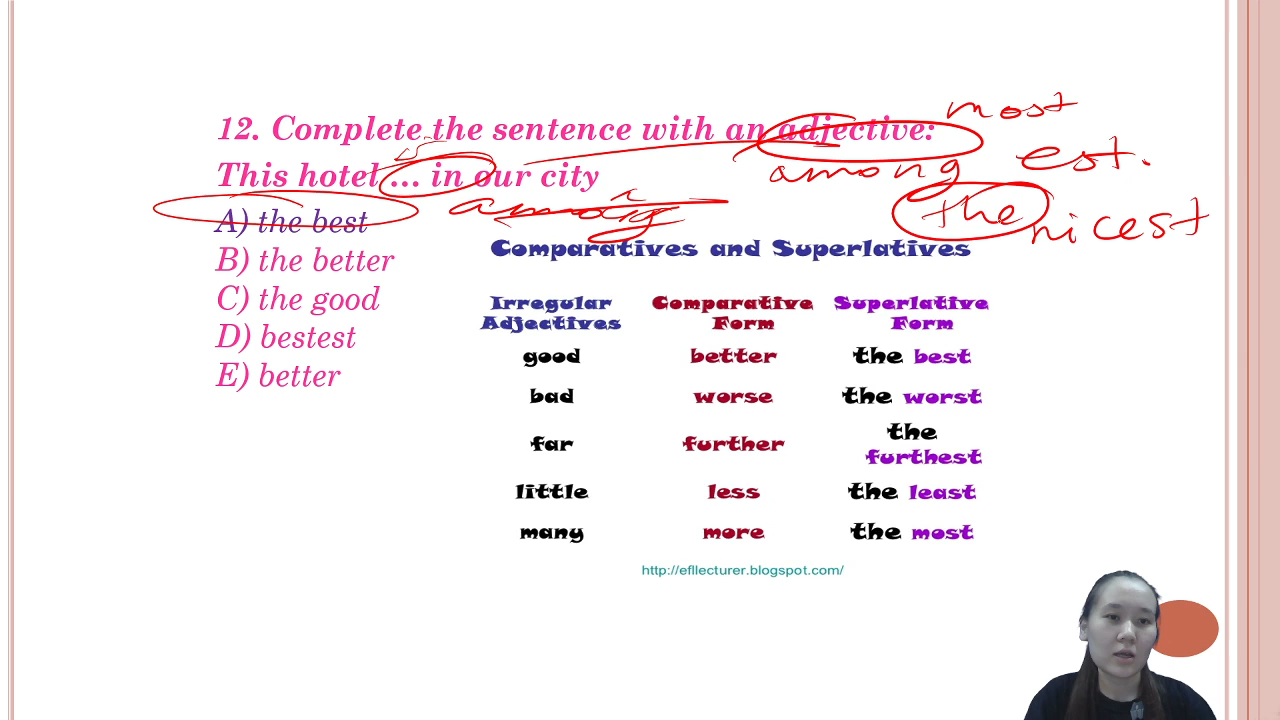 most
12. Complete the sentence with an adjective:
among est.
This hotel ... in our city
among
the nicest
A) the best
B) the better
C) the good
D) bestest
E) better
Comparatives and Superlatives
Irregular Adjectives Comparative Form Superlative Form
good better the best
bad worse the worst
far further the furthest
little less the least
many more the most
http://efllecturer.blogspot.com/